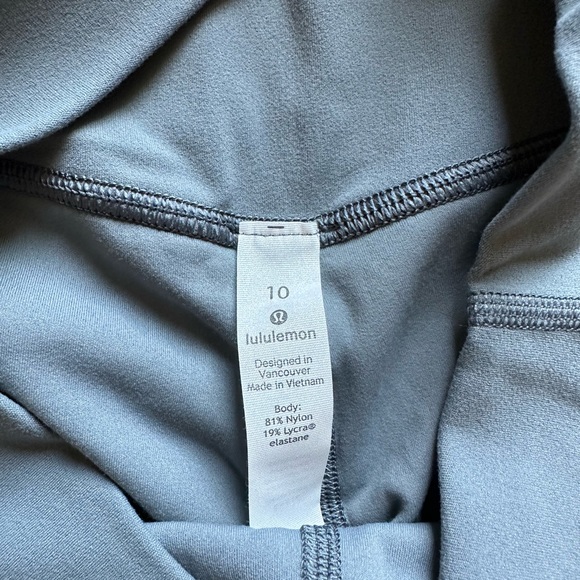 10
lululemon
Designed in
Vancouver
Made in Vietnam
Body:
81% Nylon
19% Lycra®
elastane